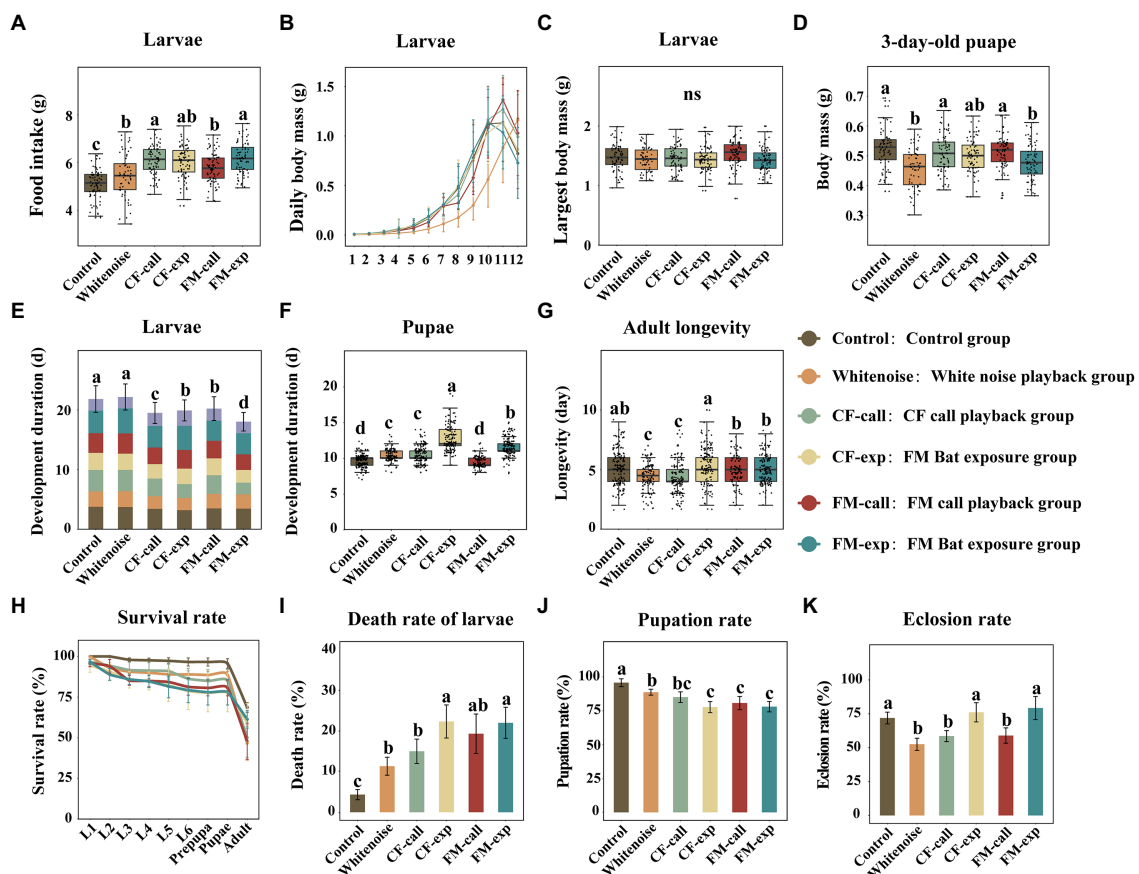 A
Larvae
Food intake (g)
8
6
4
c
b
a
ab
b
a
Control
Whitenoise
CF-call
CF-exp
FM-call
FM-exp
B
Larvae
Daily body mass (g)
1.5
1.0
0.5
0.0
1 2 3 4 5 6 7 8 9 10 11 12
C
Larvae
Largest body mass (g)
2
1
0
ns
Control
Whitenoise
CF-call
CF-exp
FM-call
FM-exp
D
3-day-old puape
Body mass (g)
0.7
0.6
0.5
0.4
0.3
a
b
a
ab
a
b
Control
Whitenoise
CF-call
CF-exp
FM-call
FM-exp
E
Larvae
Development duration (d)
20
10
0
a
a
c
b
b
d
Control
Whitenoise
CF-call
CF-exp
FM-call
FM-exp
F
Pupae
Development duration (d)
20
15
10
5
0
d
c
c
a
d
b
Control
Whitenoise
CF-call
CF-exp
FM-call
FM-exp
G
Adult longevity
Longevity (day)
10
5
0
ab
c
c
a
b
b
Control
Whitenoise
CF-call
CF-exp
FM-call
FM-exp
Control: Control group
Whitenoise: White noise playback group
CF-call: CF call playback group
CF-exp: FM Bat exposure group
FM-call: FM call playback group
FM-exp: FM Bat exposure group
H
Survival rate
Survival rate (%)
100
75
50
25
0
L1
L2
L3
L4
L5
L6
Prepupa
Pupae
Adult
I
Death rate of larvae
Death rate (%)
40
30
20
10
0
c
b
b
a
ab
a
Control
Whitenoise
CF-call
CF-exp
FM-call
FM-exp
J
Pupation rate
Pupation rate (%)
100
75
50
25
0
a
b
bc
c
c
c
Control
Whitenoise
CF-call
CF-exp
FM-call
FM-exp
K
Eclosion rate
Eclosion rate (%)
100
75
50
25
0
a
b
b
a
b
a
Control
Whitenoise
CF-call
CF-exp
FM-call
FM-exp